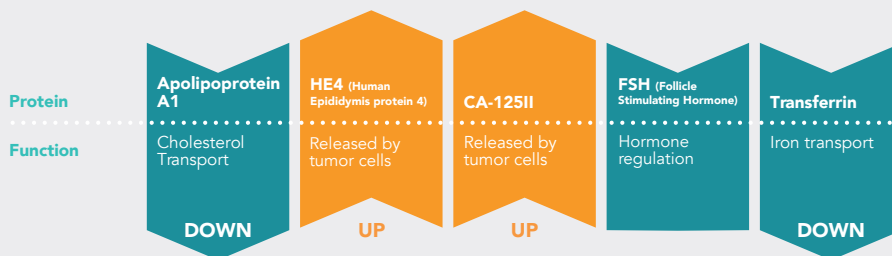 Protein
Apolipoprotein
A1
HE4 (Human
Epididymis protein 4)
CA-125II
FSH (Follicle
Stimulating Hormone)
Transferrin
Function
Cholesterol
Transport
Released by
tumor cells
Released by
tumor cells
Hormone
regulation
Iron transport
DOWN
UP
UP
DOWN